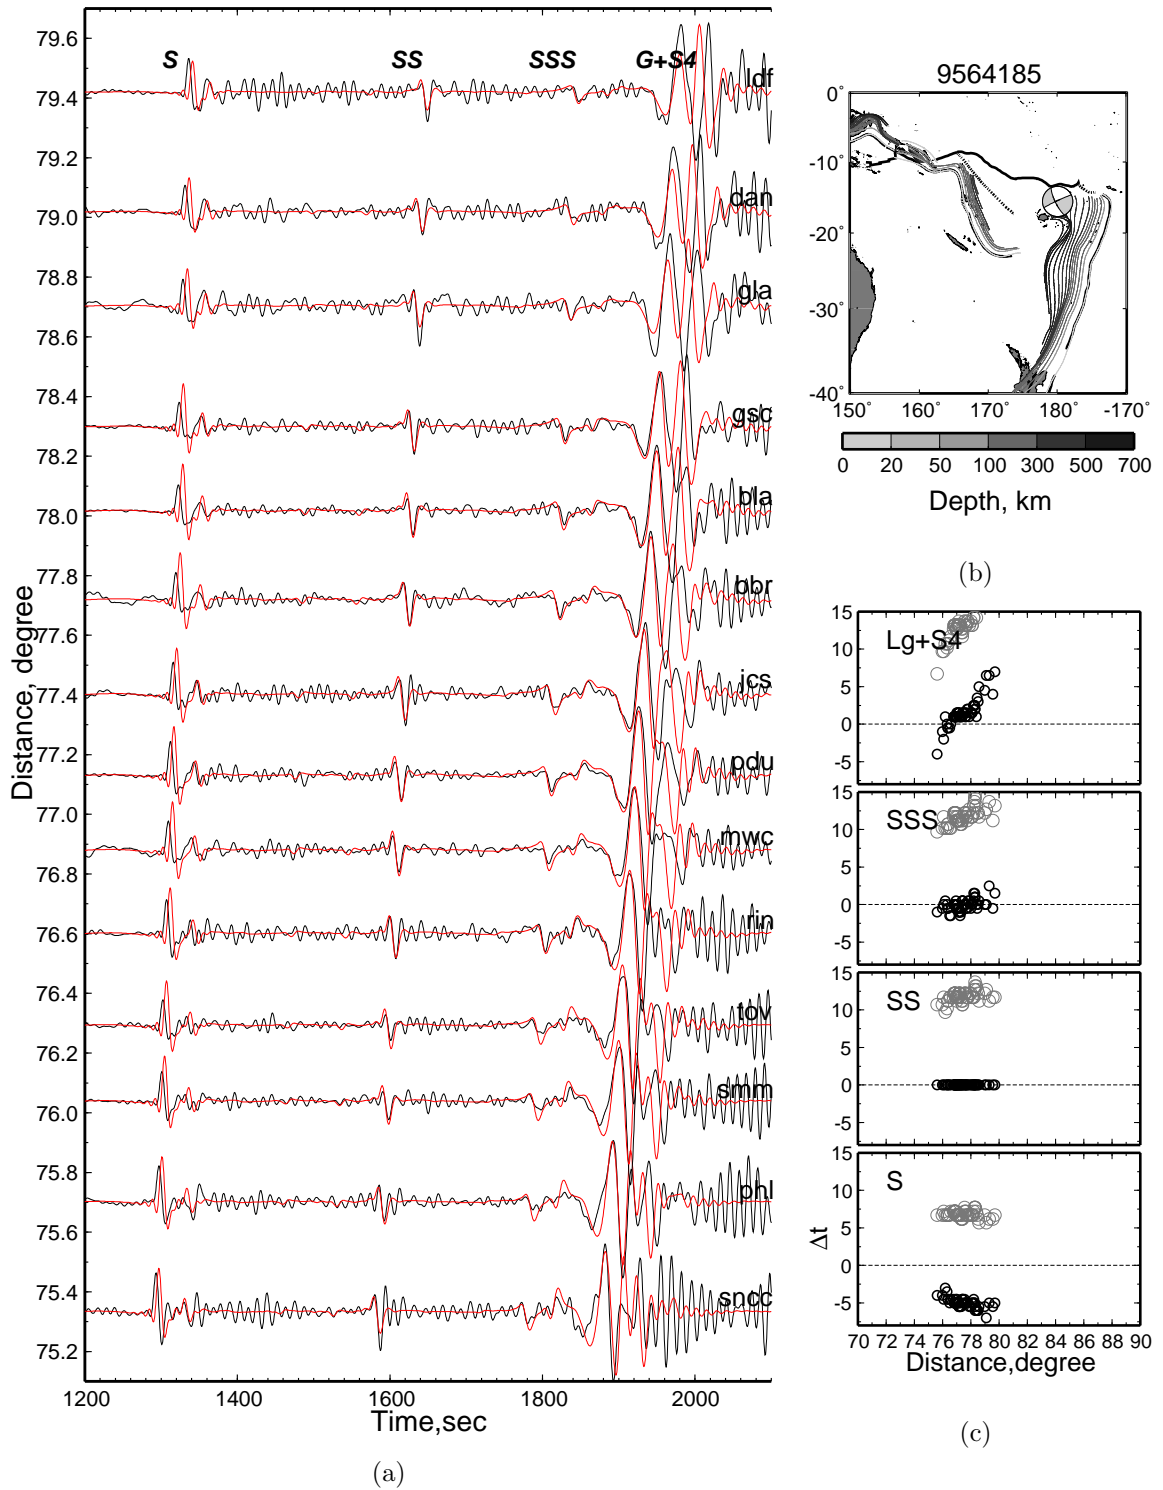 S
SS
SSS
G+S4
79.6
79.4
79.2
79.0
78.8
78.6
78.4
78.2
78.0
77.8
77.6
77.4
77.2
77.0
76.8
76.6
76.4
76.2
76.0
75.8
75.6
75.4
75.2
Distance, degree
ldf
dan
gla
gsc
bla
bbr
jcs
pdu
mwc
rin
tov
smm
phl
sncc
1200
1400
1600
1800
2000
Time,sec
(a)
9564185
0°
-10°
-20°
-30°
-40°
150°
160°
170°
180°
-170°
0
20
50
100
300
500
700
Depth, km
(b)
Lg+S4
15
10
5
0
-5
SSS
15
10
5
0
-5
SS
15
10
5
0
-5
S
15
10
5
0
-5
Δt
70 72 74 76 78 80 82 84 86 88 90
Distance,degree
(c)